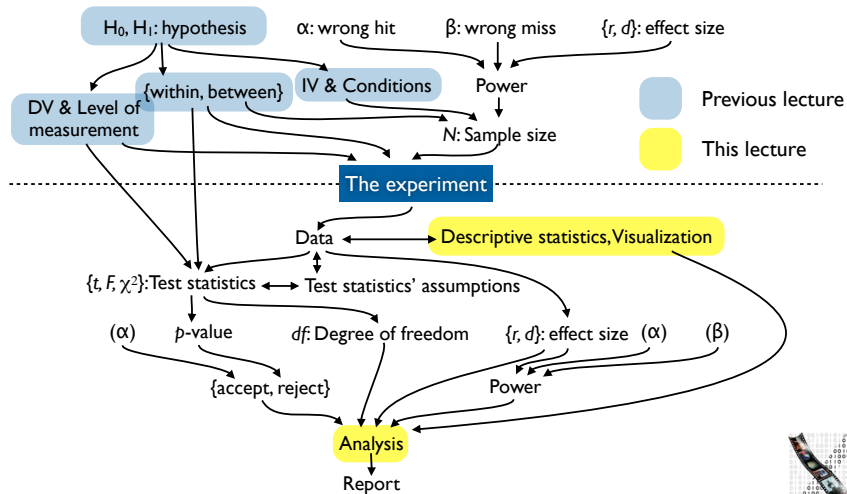 H₀, H₁: hypothesis
α: wrong hit
β: wrong miss
{r, d}: effect size
{within, between}
IV & Conditions
Power
DV & Level of
measurement
N: Sample size
Previous lecture
This lecture
The experiment
Data
Descriptive statistics, Visualization
{t, F, χ²}: Test statistics
Test statistics' assumptions
(α)
p-value
df: Degree of freedom
{r, d}: effect size
(α)
(β)
{accept, reject}
Power
Analysis
Report